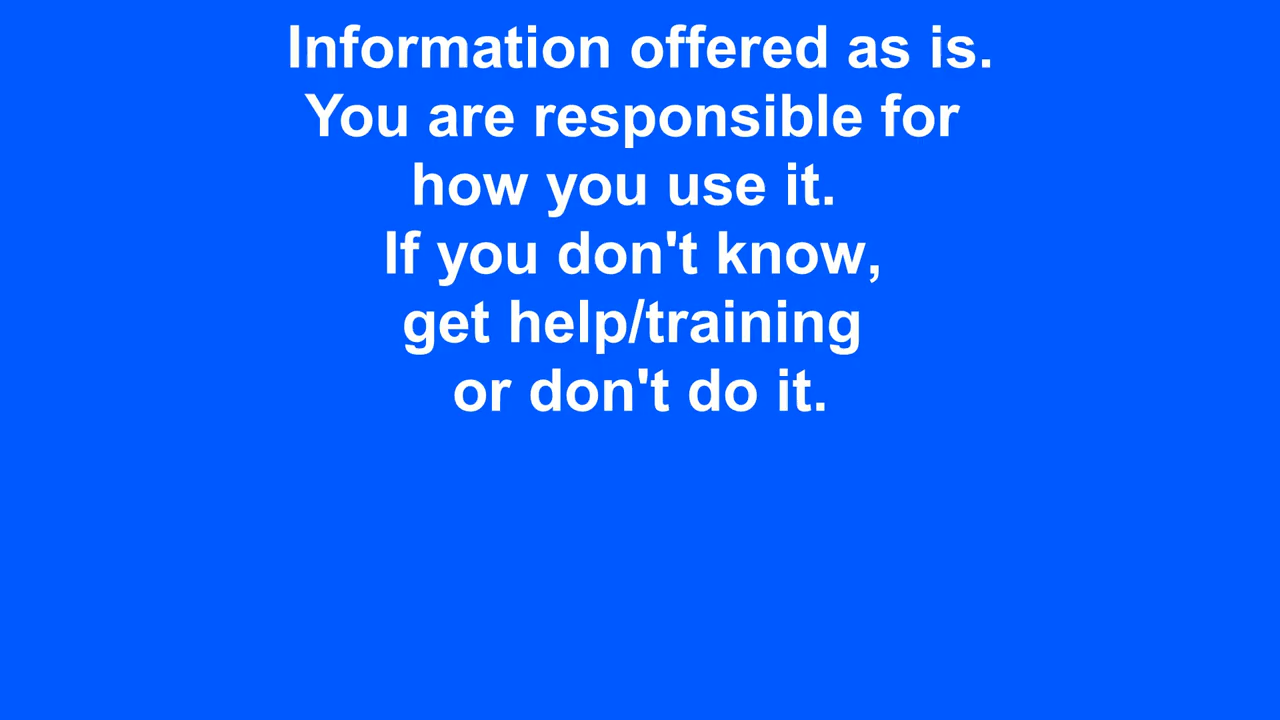 Information offered as is.
You are responsible for
how you use it.
If you don't know,
get help/training
or don't do it.